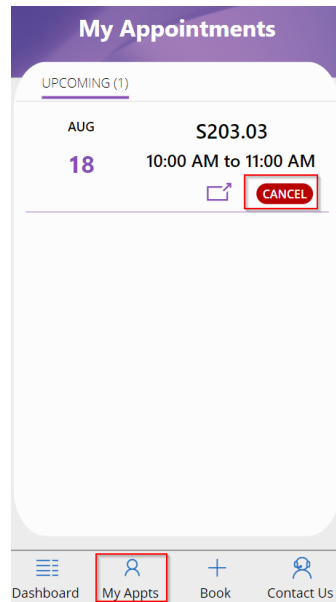 My Appointments
UPCOMING (1)
AUG
S203.03
18
10:00 AM to 11:00 AM
CANCEL
Dashboard
My Appts
Book
Contact Us